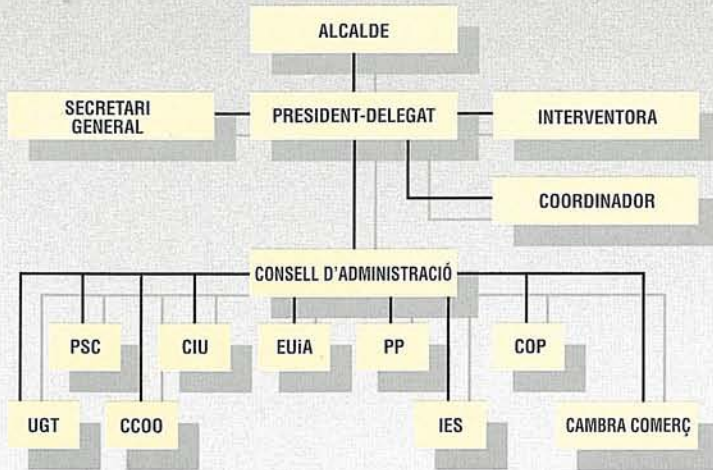 ALCALDE
SECRETARI
GENERAL
PRESIDENT-DELEGAT
INTERVENTORA
COORDINADOR
CONSELL D'ADMINISTRACIÓ
PSC
CIU
EUiA
PP
COP
UGT
CCOO
IES
CAMBRA COMERÇ